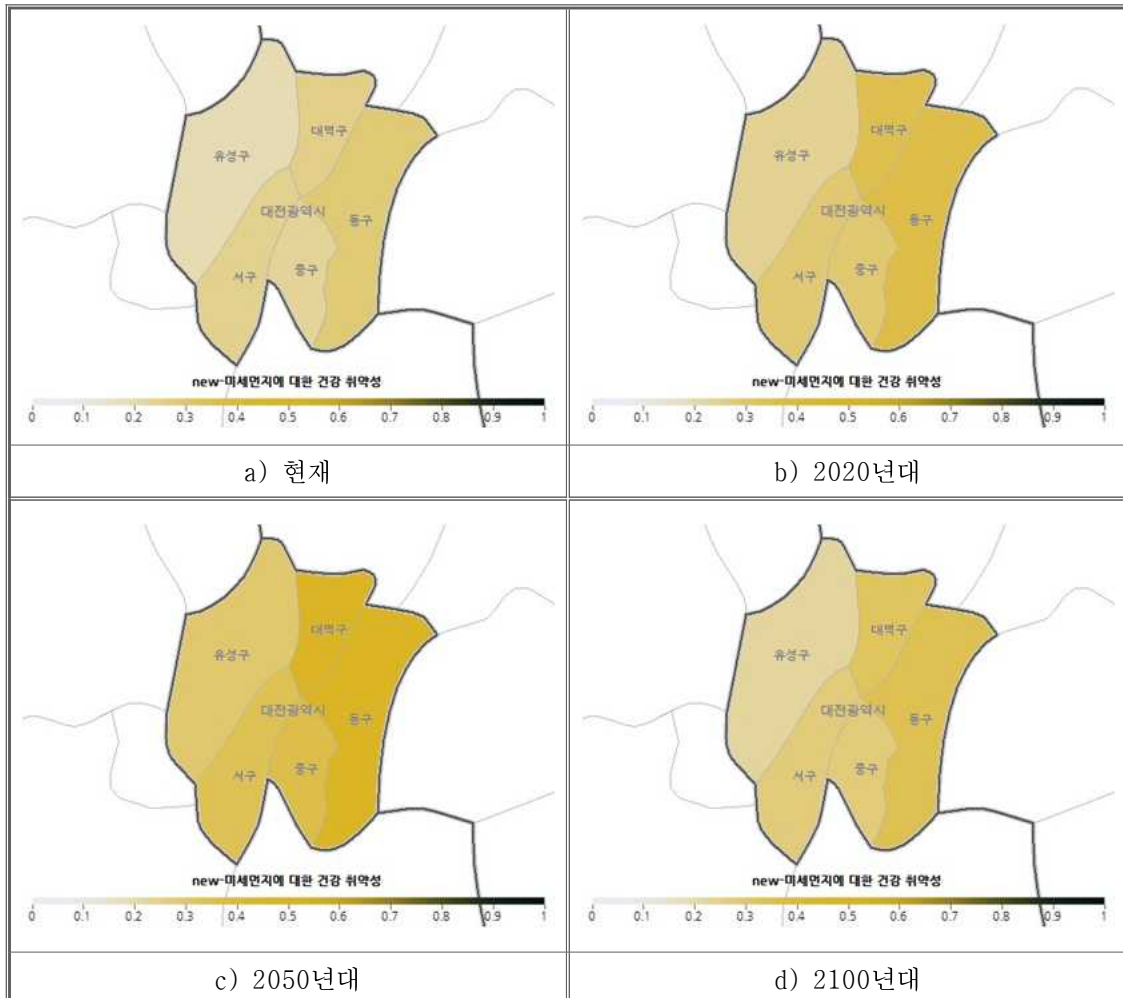 대덕구
유성구
대전광역시
동구
서구
중구
new-미세먼지에 대한 건강 취약성
0 0.1 0.2 0.3 0.4 0.5 0.6 0.7 0.8 0.9 1
a) 현재
대덕구
유성구
대전광역시
동구
서구
중구
new-미세먼지에 대한 건강 취약성
0 0.1 0.2 0.3 0.4 0.5 0.6 0.7 0.8 0.9 1
b) 2020년대
대덕구
유성구
대전광역시
동구
서구
중구
new-미세먼지에 대한 건강 취약성
0 0.1 0.2 0.3 0.4 0.5 0.6 0.7 0.8 0.9 1
c) 2050년대
대덕구
유성구
대전광역시
동구
서구
중구
new-미세먼지에 대한 건강 취약성
0 0.1 0.2 0.3 0.4 0.5 0.6 0.7 0.8 0.9 1
d) 2100년대